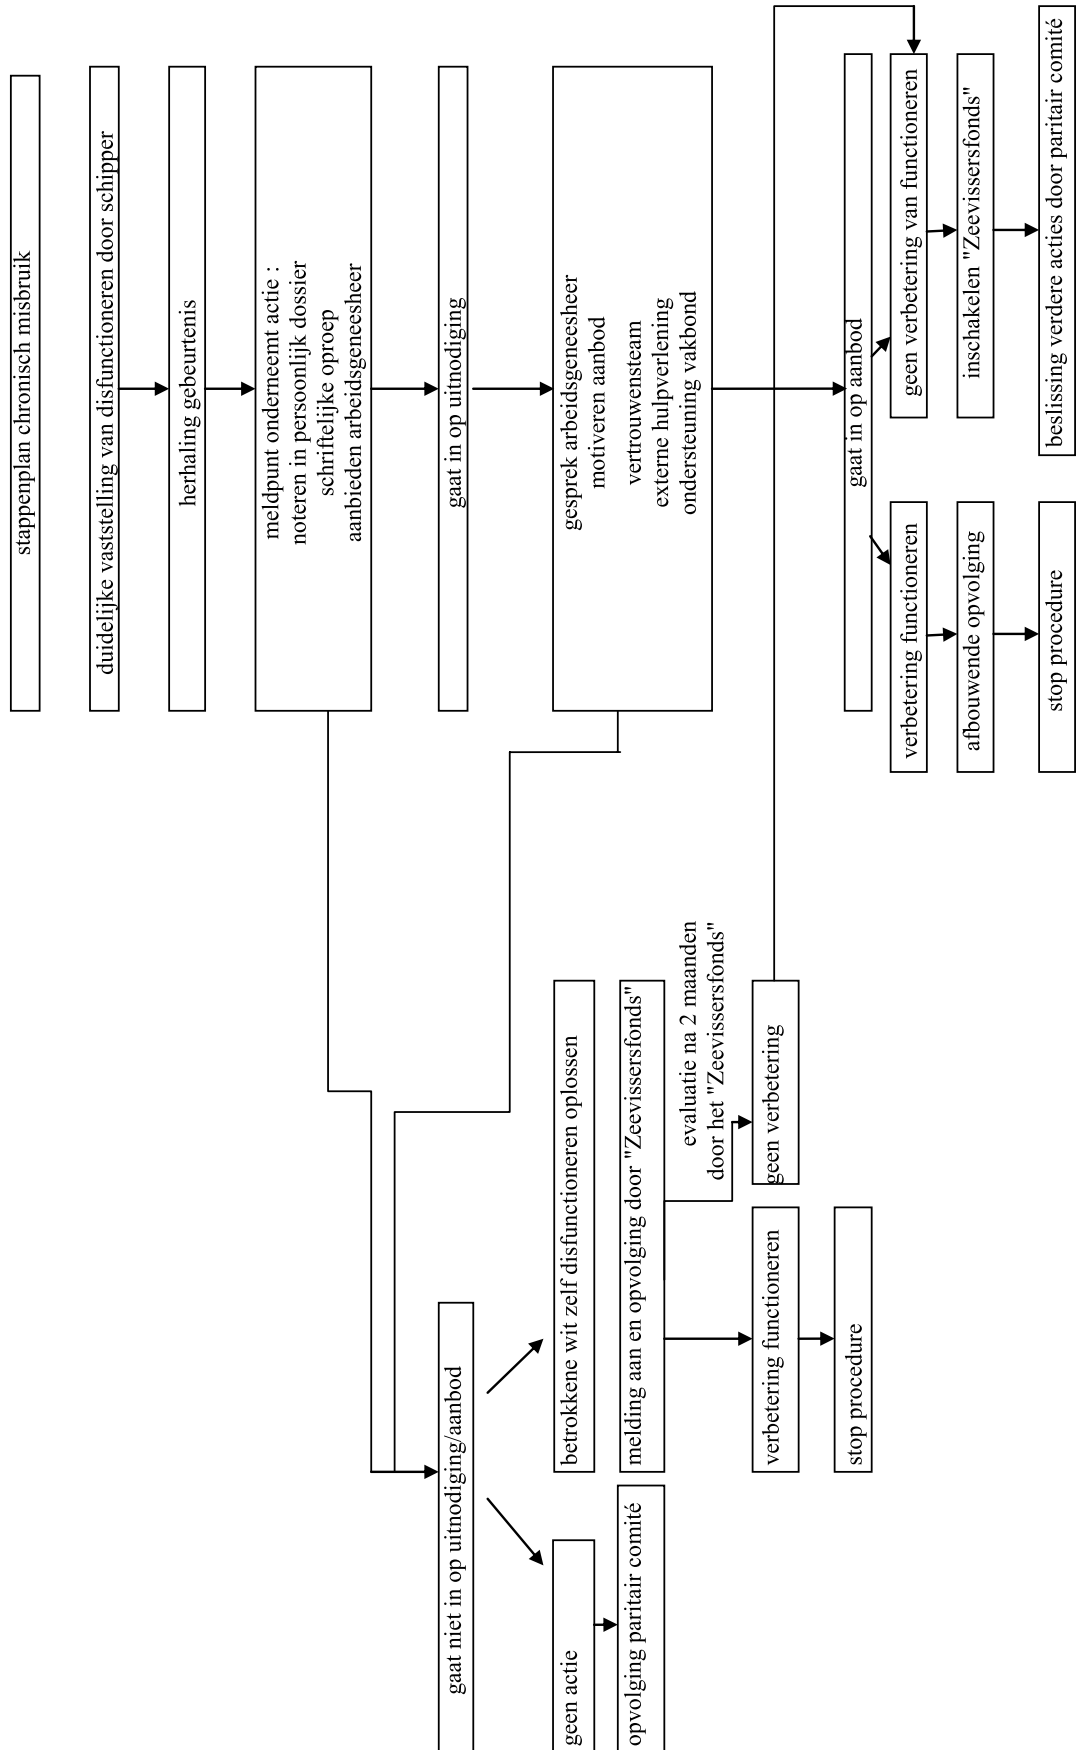 stappenplan chronisch misbruik
duidelijke vaststelling van disfunctioneren door schipper
herhaling gebeurtenis
meldpunt onderneemt actie :
noteren in persoonlijk dossier
schriftelijke oproep
aanbieden arbeidsgeneesheer
gaat in op uitnodiging
gesprek arbeidsgeneesheer
motiveren aanbod
vertrouwensteam
externe hulpverlening
ondersteuning vakbond
gaat in op aanbod
geen verbetering van functioneren
inschakelen "Zeevissersfonds"
beslissing verdere acties door paritair comité
verbetering functioneren
afbouwende opvolging
stop procedure
gaat niet in op uitnodiging/aanbod
betrokkene wit zelf disfunctioneren oplossen
melding aan en opvolging door "Zeevissersfonds"
evaluatie na 2 maanden
door het "Zeevissersfonds"
geen verbetering
verbetering functioneren
stop procedure
geen actie
opvolging paritair comité